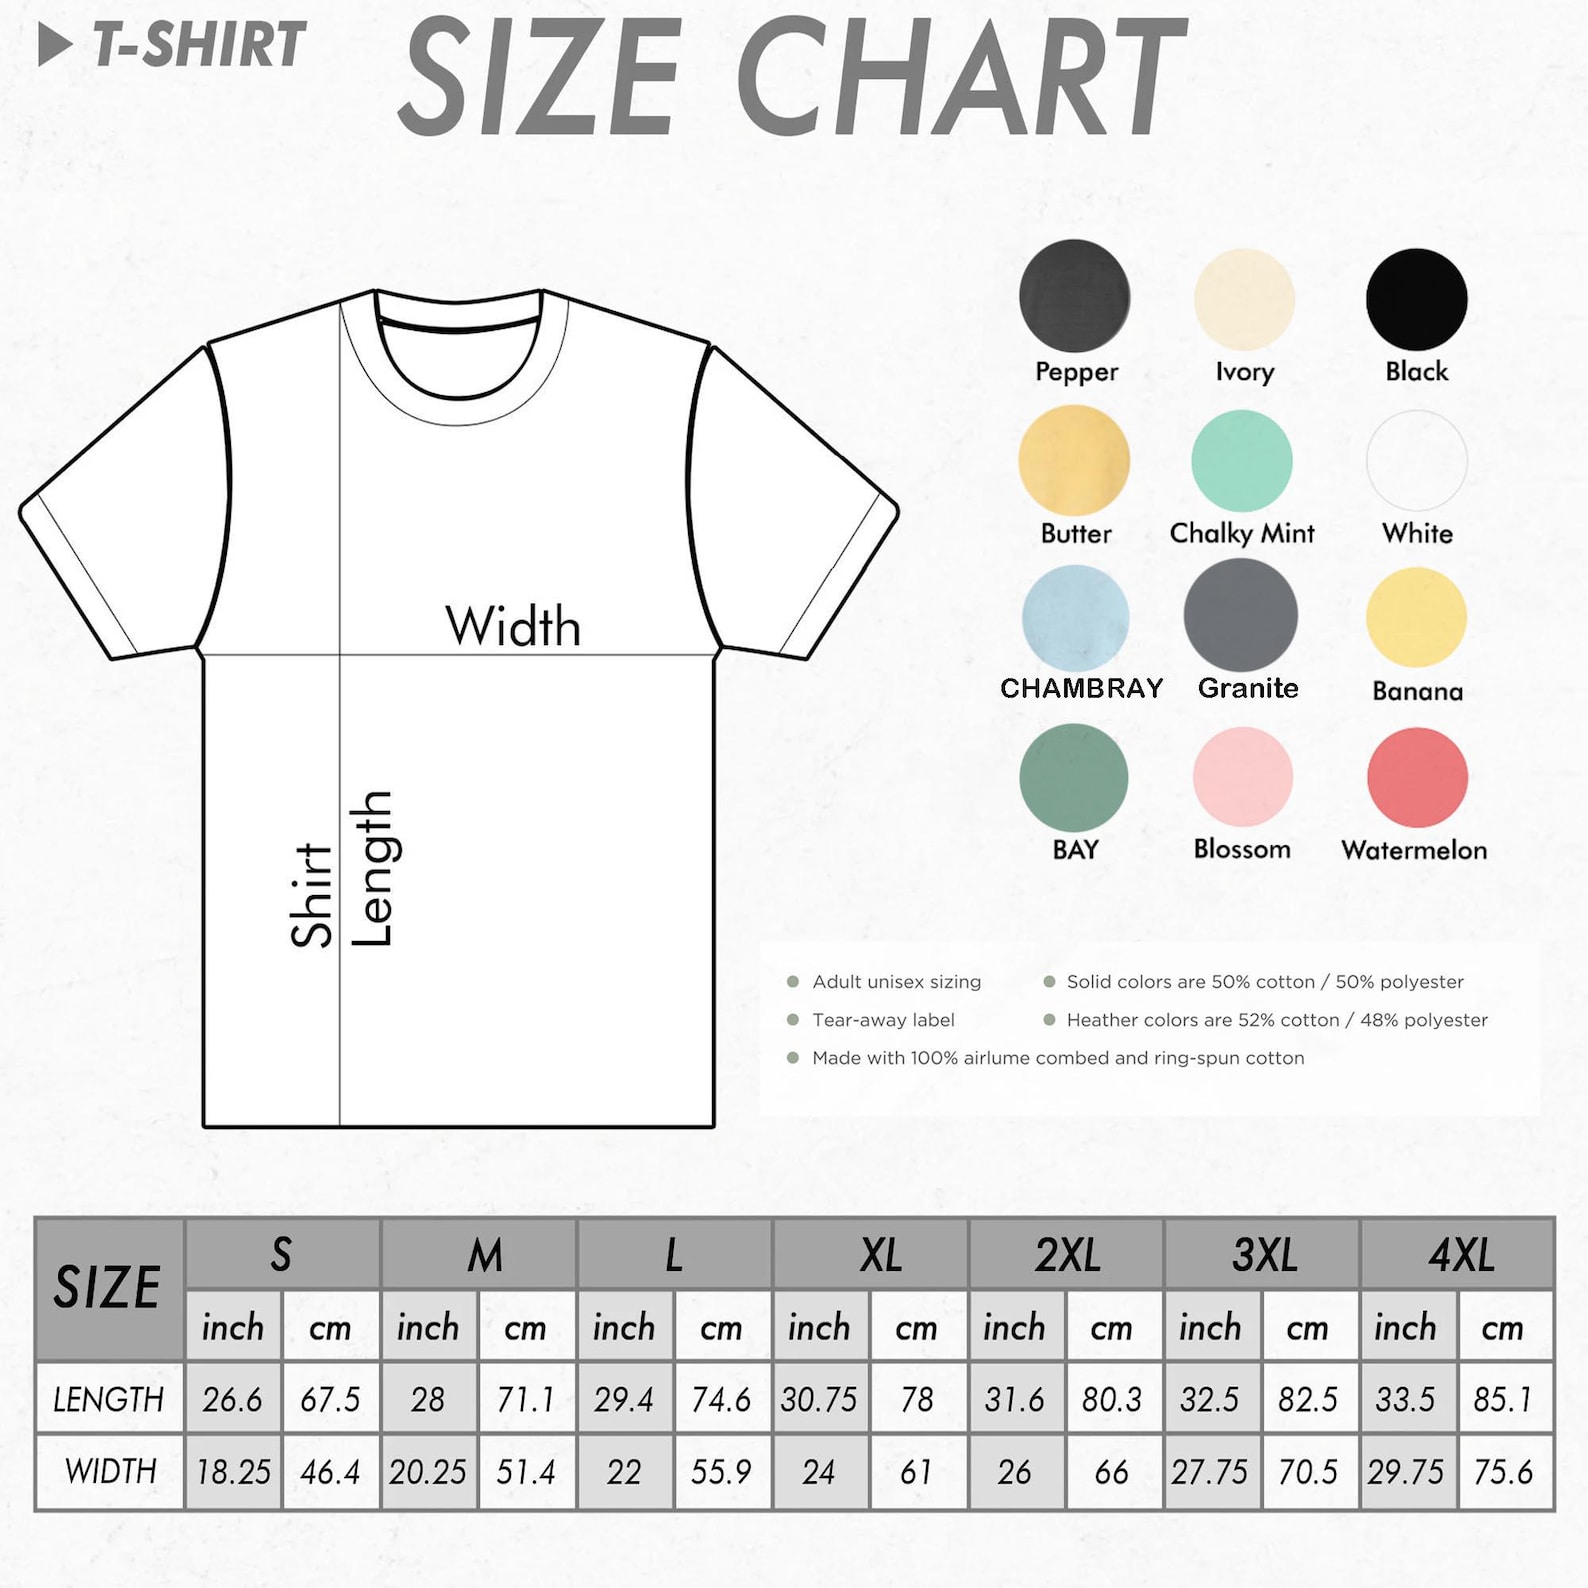 T-SHIRT
SIZE CHART
Pepper Ivory Black
Butter Chalky Mint White
CHAMBRAY Granite Banana
BAY Blossom Watermelon
Width
Shirt
Length
Adult unisex sizing Solid colors are 50% cotton / 50% polyester
Tear-away label Heather colors are 52% cotton / 48% polyester
Made with 100% airlume combed and ring-spun cotton
SIZE S M L XL 2XL 3XL 4XL
inch cm inch cm inch cm inch cm inch cm inch cm inch cm
LENGTH 26.6 67.5 28 71.1 29.4 74.6 30.75 78 31.6 80.3 32.5 82.5 33.5 85.1
WIDTH 18.25 46.4 20.25 51.4 22 55.9 24 61 26 66 27.75 70.5 29.75 75.6